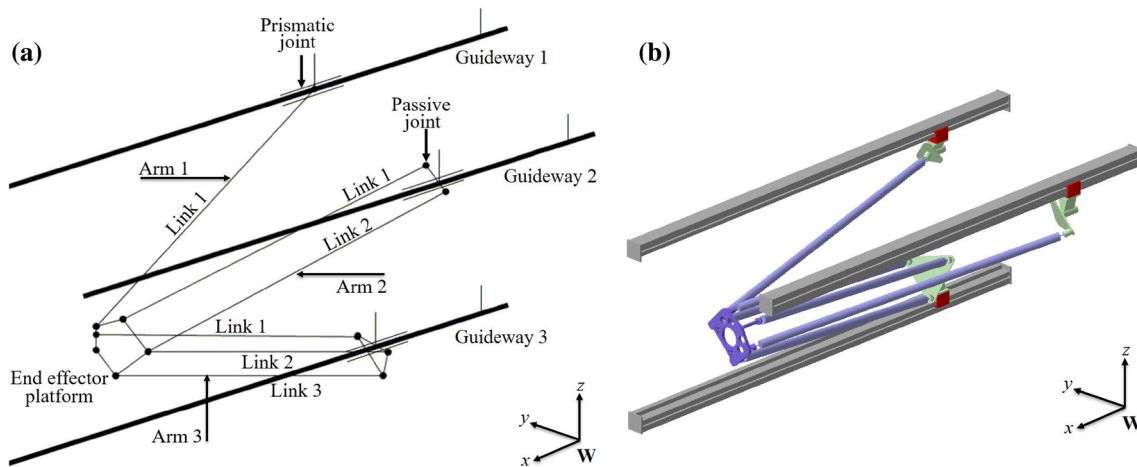 (a)
Prismatic
joint
Guideway 1
Passive
joint
Arm 1
Link 1
Link 1
Guideway 2
Link 2
Arm 2
Link 1
Guideway 3
Link 2
End effector
platform
Link 3
Arm 3
z
y
x
W
(b)
z
y
x
W